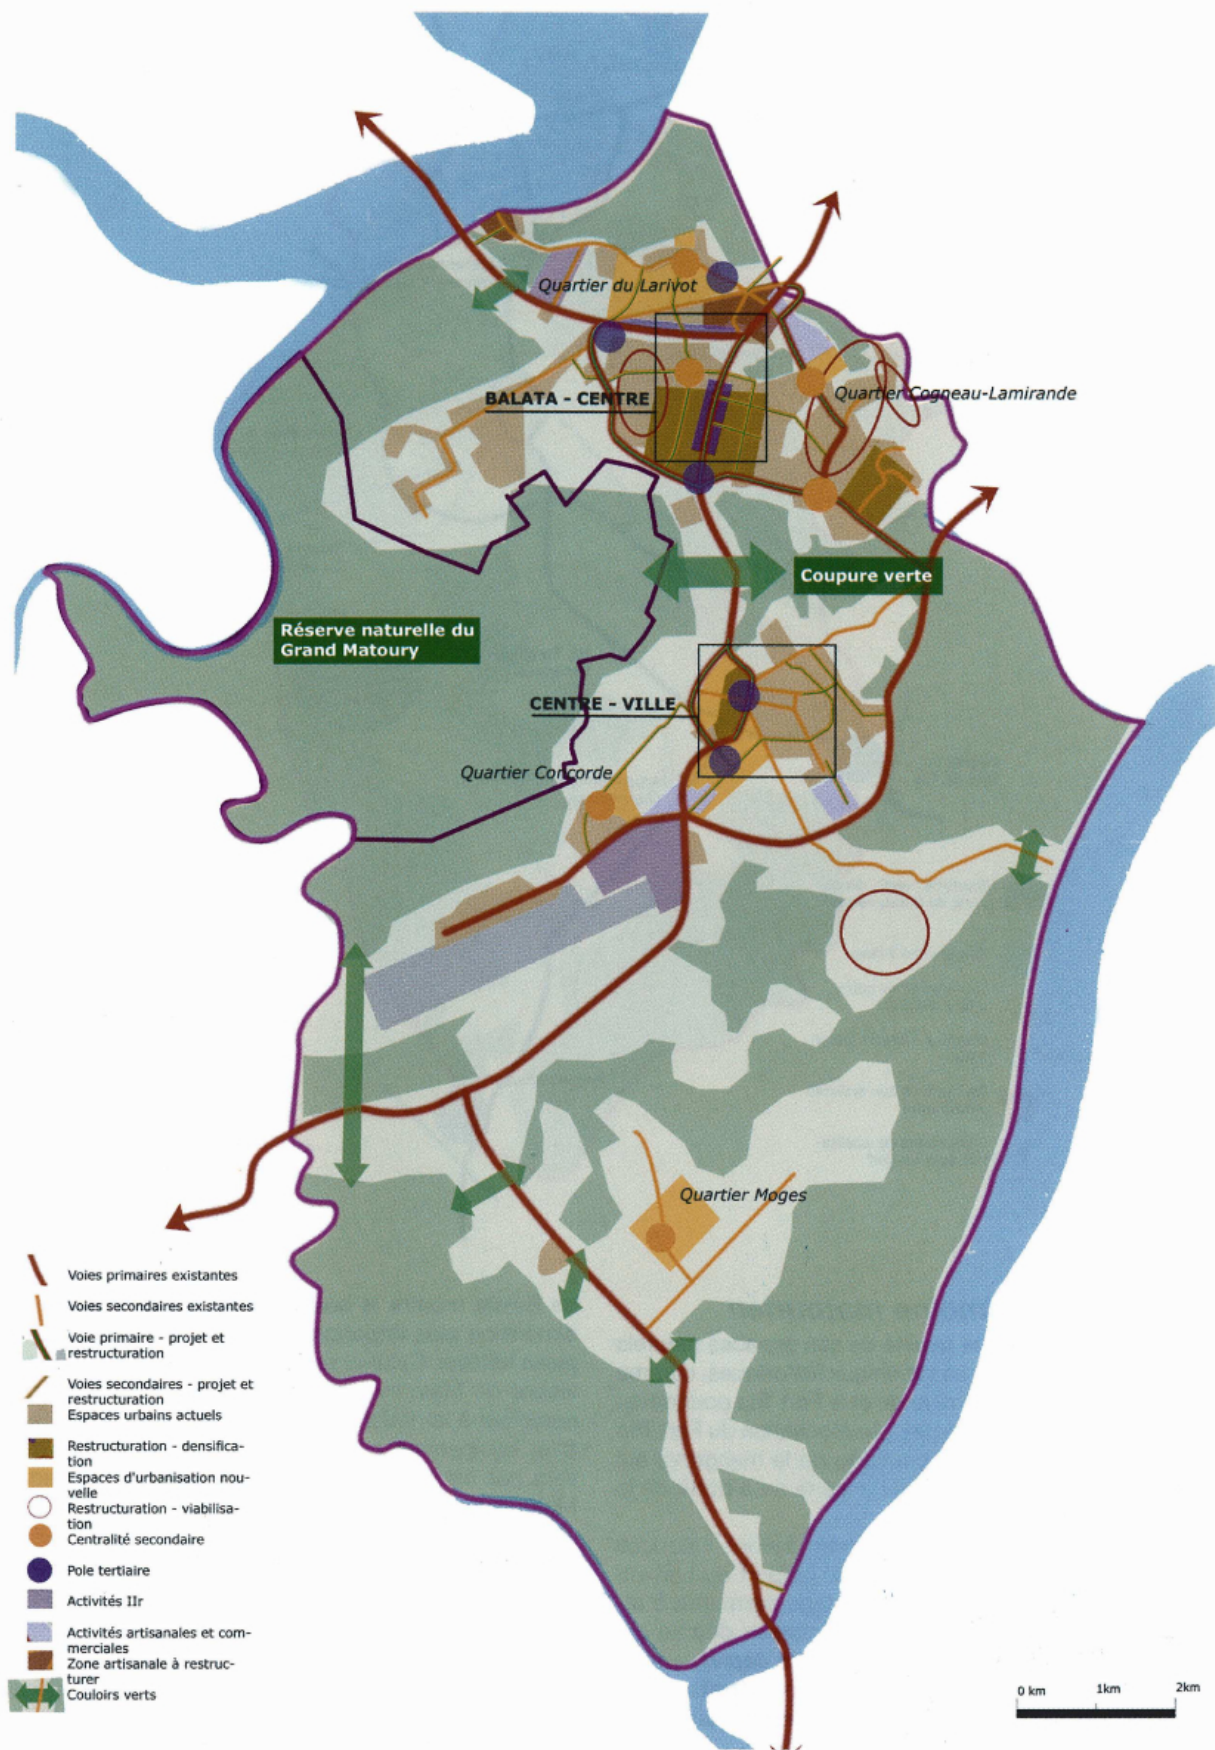 Quartier du Larivot
BALATA - CENTRE
Quartier Cogneau-Lamirande
Coupure verte
Réserve naturelle du
Grand Matoury
CENTRE - VILLE
Quartier Concorde
Quartier Moges
Voies primaires existantes
Voies secondaires existantes
Voie primaire - projet et
restructuration
Voies secondaires - projet et
restructuration
Espaces urbains actuels
Restructuration - densifica-
tion
Espaces d'urbanisation nou-
velle
Restructuration - viabilisa-
tion
Centralité secondaire
Pole tertiaire
Activités IIr
Activités artisanales et com-
merciales
Zone artisanale à restruc-
turer
Couloirs verts
0 km 1km 2km